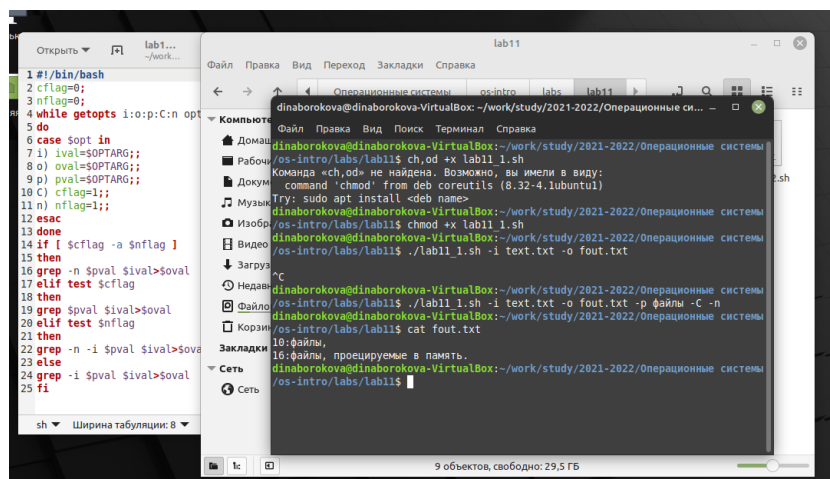 Открыть
lab1...
~/work...
1 #!/bin/bash
2 cflag=0;
3 nflag=0;
4 while getopts i:o:p:C:n opt
5 do
6 case $opt in
7 i) ival=$OPTARG;;
8 o) oval=$OPTARG;;
9 p) pval=$OPTARG;;
10 C) cflag=1;;
11 n) nflag=1;;
12 esac
13 done
14 if [ $cflag -a $nflag ]
15 then
16 grep -n $pval $ival>$oval
17 elif test $cflag
18 then
19 grep $pval $ival>$oval
20 elif test $nflag
21 then
22 grep -n -i $pval $ival>$ova
23 else
24 grep -i $pval $ival>$oval
25 fi
sh Ширина табуляции: 8
lab11
Файл Правка Вид Переход Закладки Справка
Операционные системы os-intro labs lab11
Компьюте
Домаш
Рабочи
Докум
Музык
Изобра
Видео
Загруз
Недавн
Файло
Корзин
Закладки
Сеть
Сеть
2.sh
9 объектов, свободно: 29,5 ГБ
dinaborokova@dinaborokova-VirtualBox: ~/work/study/2021-2022/Операционные си...
Файл Правка Вид Поиск Терминал Справка
dinaborokova@dinaborokova-VirtualBox:~/work/study/2021-2022/Операционные системы
/os-intro/labs/lab11$ ch,od +x lab11_1.sh
Команда «ch,od» не найдена. Возможно, вы имели в виду:
command 'chmod' from deb coreutils (8.32-4.1ubuntu1)
Try: sudo apt install <deb name>
dinaborokova@dinaborokova-VirtualBox:~/work/study/2021-2022/Операционные системы
/os-intro/labs/lab11$ chmod +x lab11_1.sh
dinaborokova@dinaborokova-VirtualBox:~/work/study/2021-2022/Операционные системы
/os-intro/labs/lab11$ ./lab11_1.sh -i text.txt -o fout.txt
^C
dinaborokova@dinaborokova-VirtualBox:~/work/study/2021-2022/Операционные системы
/os-intro/labs/lab11$ ./lab11_1.sh -i text.txt -o fout.txt -p файлы -C -n
dinaborokova@dinaborokova-VirtualBox:~/work/study/2021-2022/Операционные системы
/os-intro/labs/lab11$ cat fout.txt
10:файлы,
16:файлы, проецируемые в память.
dinaborokova@dinaborokova-VirtualBox:~/work/study/2021-2022/Операционные системы
/os-intro/labs/lab11$